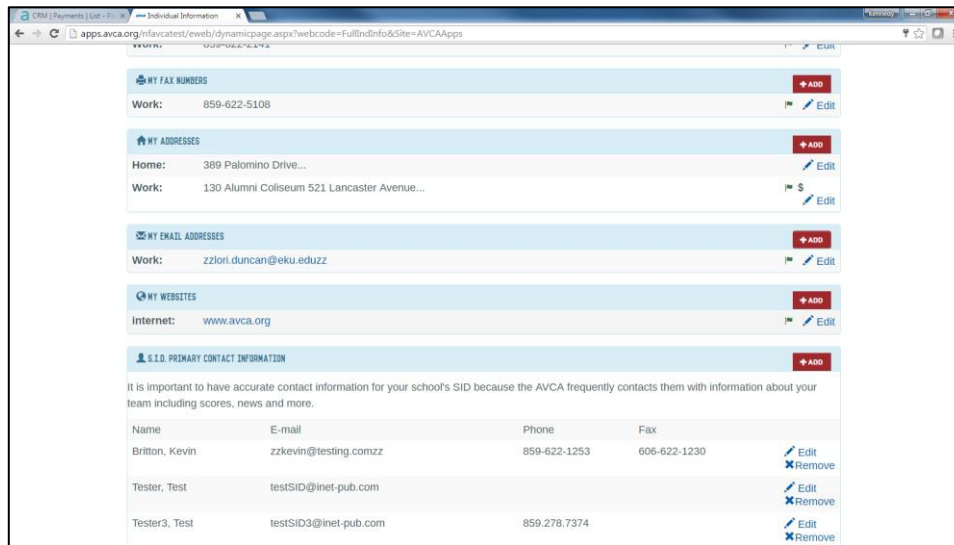 CRM | Payments | List - F
Individual Information
Kennedy
apps.avca.org/nfavcatest/eweb/dynamicpage.aspx?webcode=FullIndInfo&Site=AVCAApps
Work: 859-622-2141 Edit
MY FAX NUMBERS +ADD
Work: 859-622-5108 Edit
MY ADDRESSES +ADD
Home: 389 Palomino Drive... Edit
Work: 130 Alumni Coliseum 521 Lancaster Avenue... $
Edit
MY EMAIL ADDRESSES +ADD
Work: zzlori.duncan@eku.eduzz Edit
MY WEBSITES +ADD
internet: www.avca.org Edit
S.I.D. PRIMARY CONTACT INFORMATION +ADD
It is important to have accurate contact information for your school's SID because the AVCA frequently contacts them with information about your
team including scores, news and more.
Name E-mail Phone Fax
Britton, Kevin zzkevin@testing.comzz 859-622-1253 606-622-1230 Edit
Remove
Tester, Test testSID@inet-pub.com Edit
Remove
Tester3, Test testSID3@inet-pub.com 859.278.7374 Edit
Remove